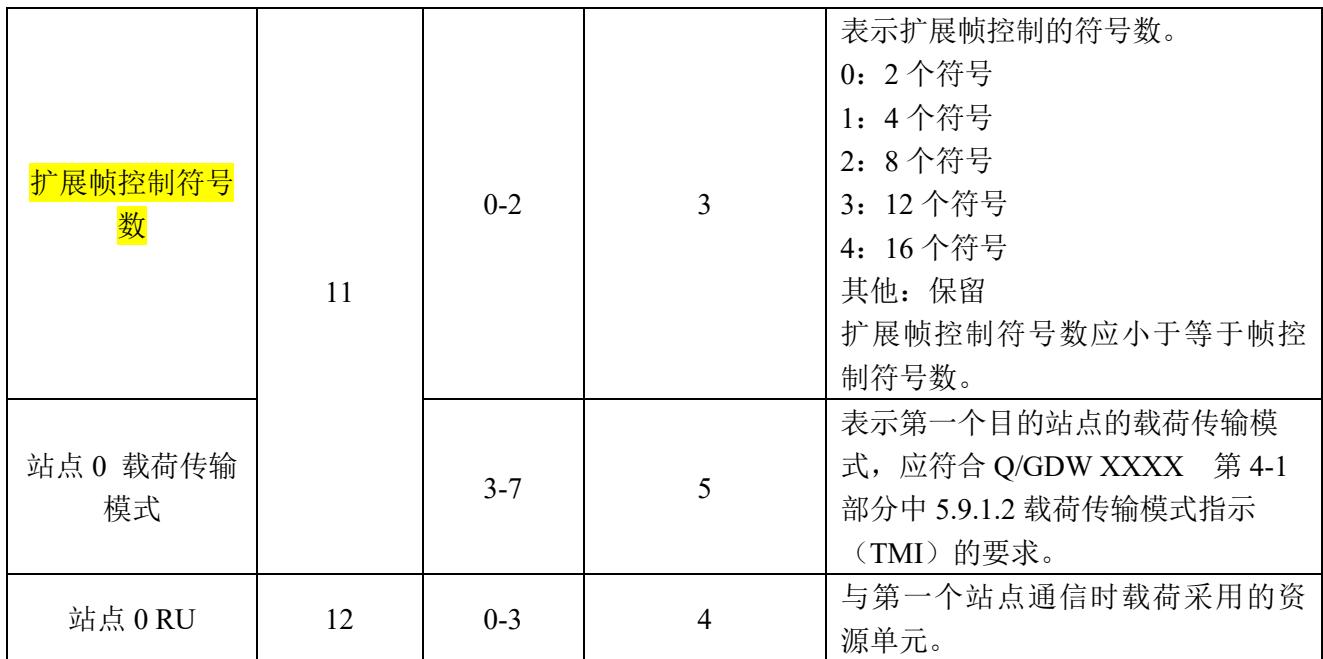 扩展帧控制符号
数
11
0-2
3
表示扩展帧控制的符号数。
0：2 个符号
1：4 个符号
2：8 个符号
3：12 个符号
4：16 个符号
其他：保留
扩展帧控制符号数应小于等于帧控
制符号数。
站点 0 载荷传输
模式
3-7
5
表示第一个目的站点的载荷传输模
式，应符合 Q/GDW XXXX 第 4-1
部分中 5.9.1.2 载荷传输模式指示
（TMI）的要求。
站点 0 RU
12
0-3
4
与第一个站点通信时载荷采用的资
源单元。